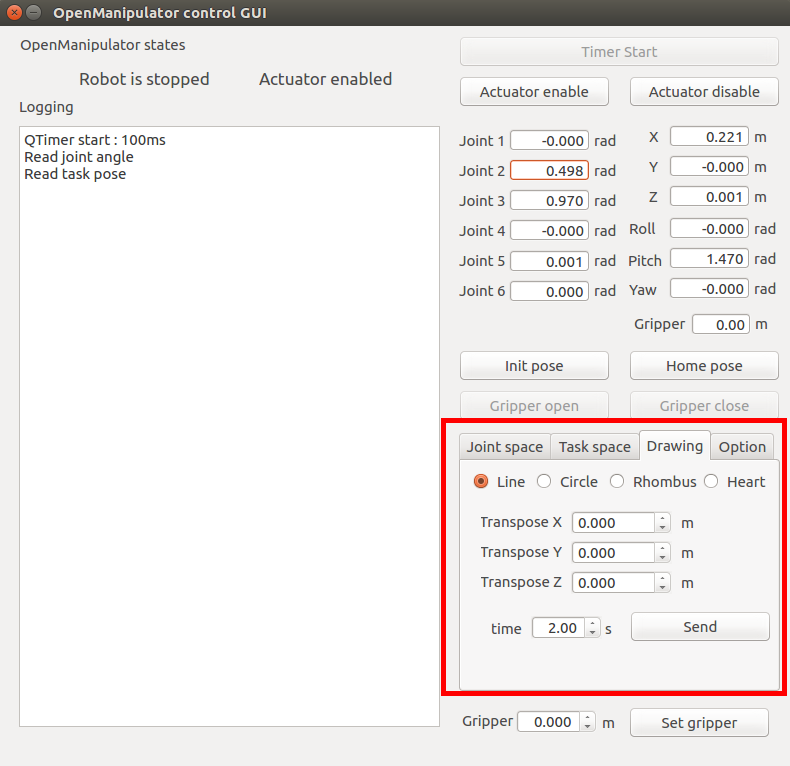 OpenManipulator control GUI
OpenManipulator states
Robot is stopped Actuator enabled
Logging
QTimer start : 100ms
Read joint angle
Read task pose
Timer Start
Actuator enable Actuator disable
Joint 1 -0.000 rad X 0.221 m
Joint 2 0.498 rad Y -0.000 m
Joint 3 0.970 rad Z 0.001 m
Joint 4 -0.000 rad Roll -0.000 rad
Joint 5 0.001 rad Pitch 1.470 rad
Joint 6 0.000 rad Yaw -0.000 rad
Gripper 0.00 m
Init pose Home pose
Gripper open Gripper close
Joint space Task space Drawing Option
Line Circle Rhombus Heart
Transpose X 0.000 m
Transpose Y 0.000 m
Transpose Z 0.000 m
time 2.00 s Send
Gripper 0.000 m Set gripper